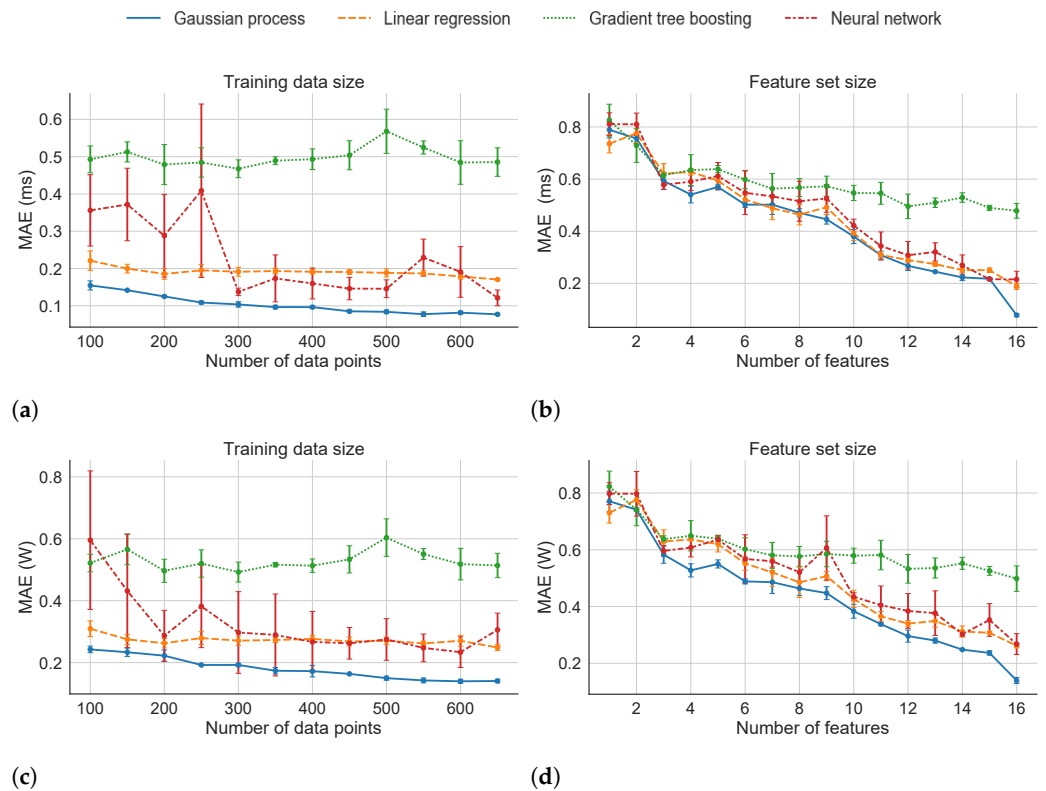 Gaussian process Linear regression Gradient tree boosting Neural network
Training data size
MAE (ms)
0.6
0.5
0.4
0.3
0.2
0.1
100 200 300 400 500 600
Number of data points
(a)
Feature set size
MAE (ms)
0.8
0.6
0.4
0.2
2 4 6 8 10 12 14 16
Number of features
(b)
Training data size
MAE (W)
0.8
0.6
0.4
0.2
100 200 300 400 500 600
Number of data points
(c)
Feature set size
MAE (W)
0.8
0.6
0.4
0.2
2 4 6 8 10 12 14 16
Number of features
(d)